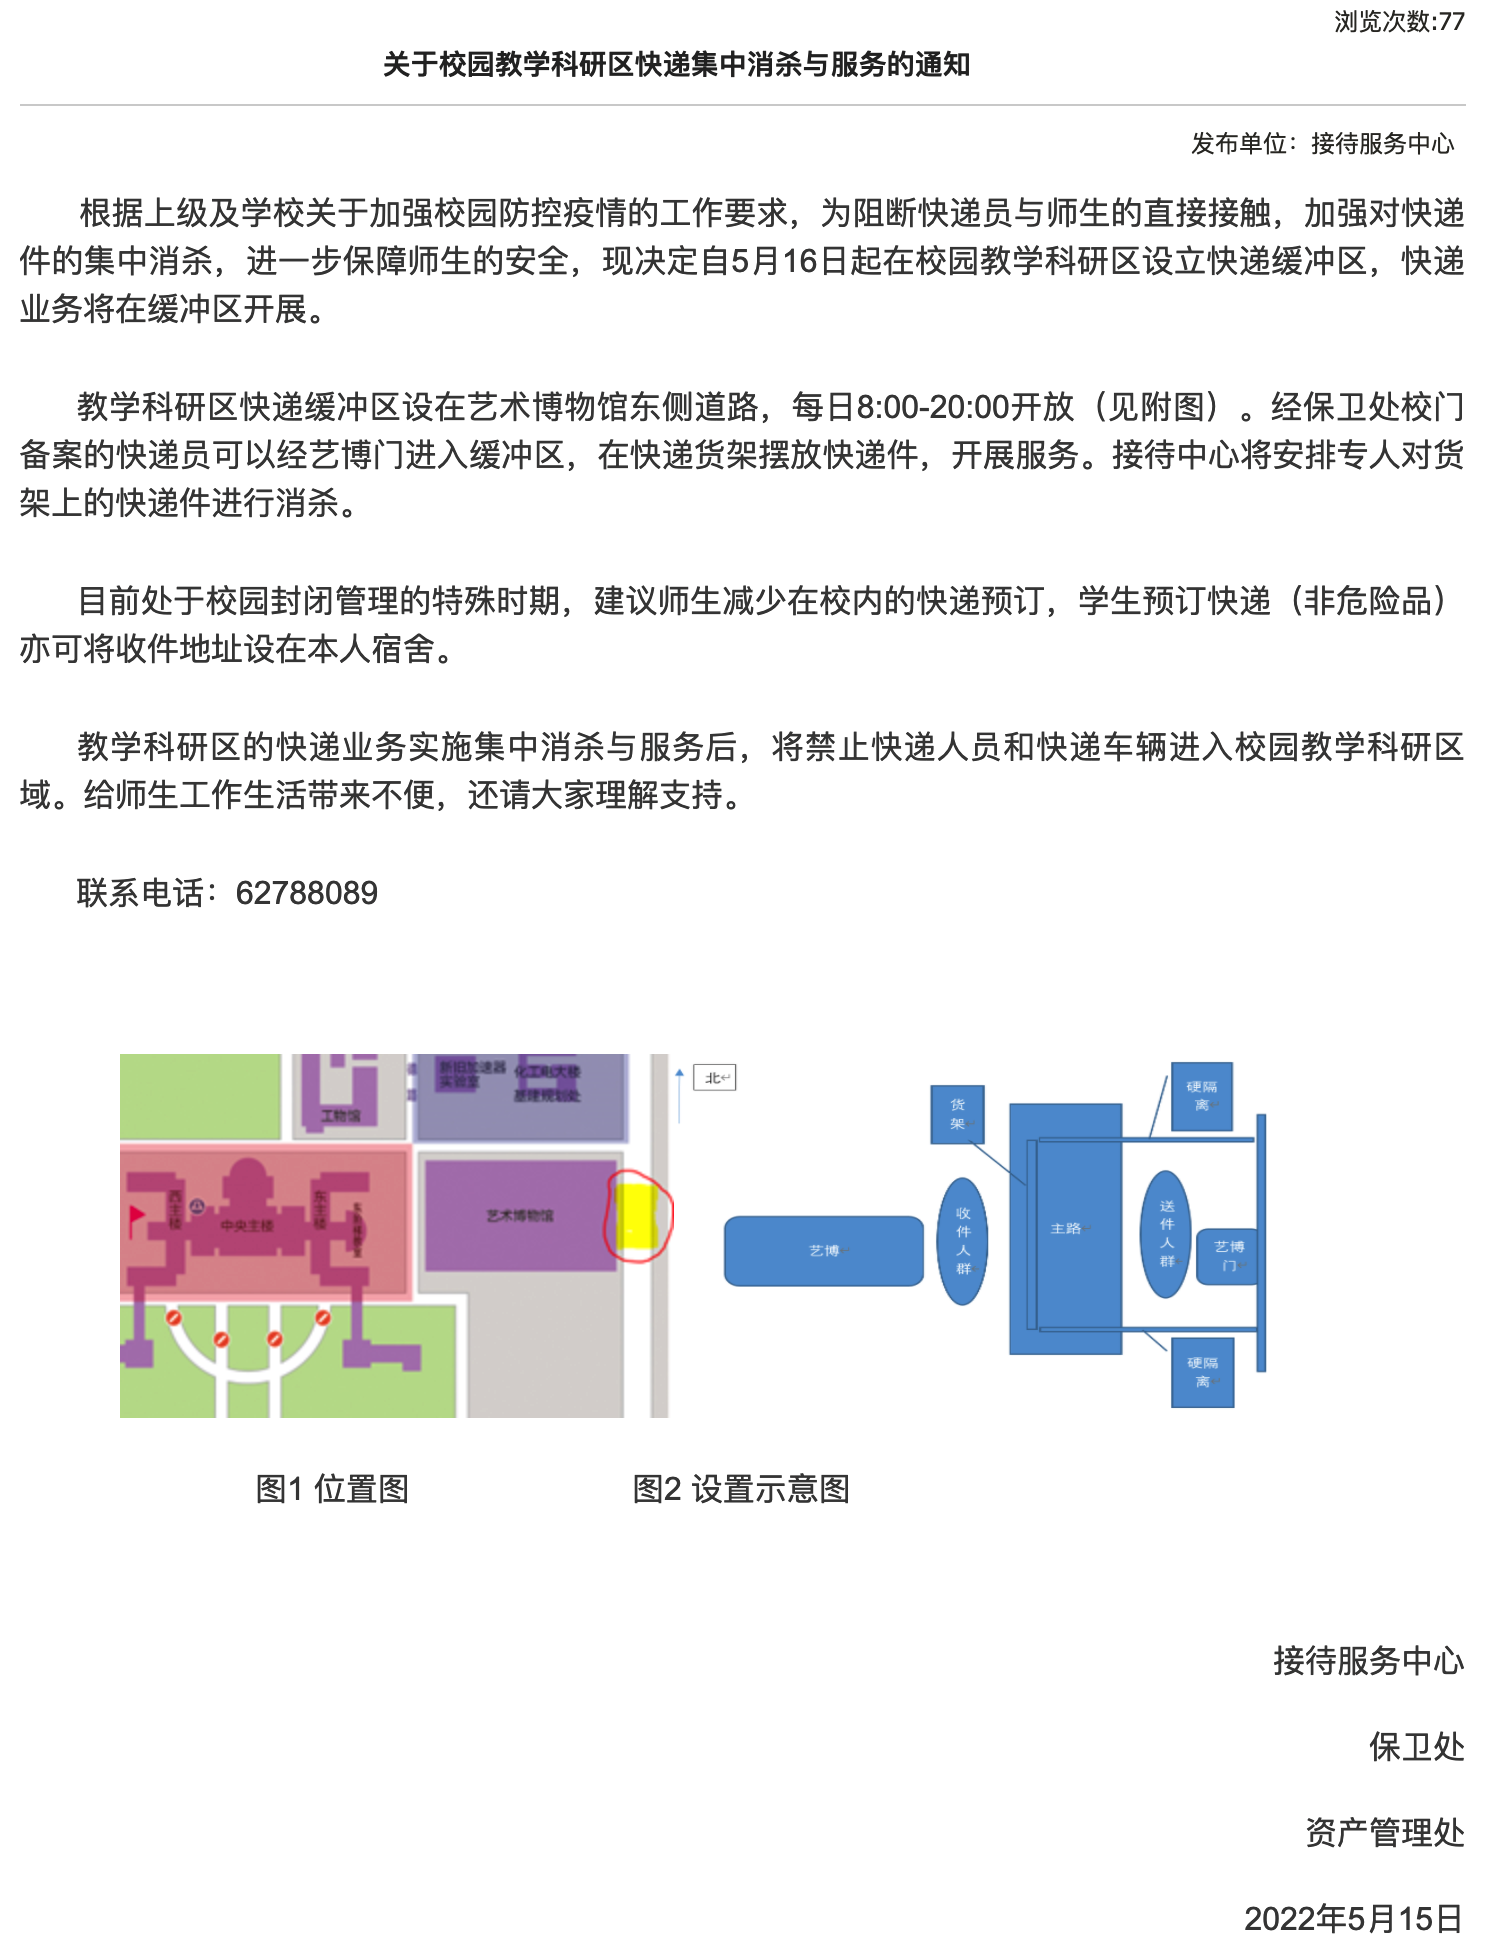 浏览次数:77
关于校园教学科研区快递集中消杀与服务的通知
发布单位：接待服务中心
根据上级及学校关于加强校园防控疫情的工作要求，为阻断快递员与师生的直接接触，加强对快递
件的集中消杀，进一步保障师生的安全，现决定自5月16日起在校园教学科研区设立快递缓冲区，快递
业务将在缓冲区开展。
教学科研区快递缓冲区设在艺术博物馆东侧道路，每日8:00-20:00开放（见附图）。经保卫处校门
备案的快递员可以经艺博门进入缓冲区，在快递货架摆放快递件，开展服务。接待中心将安排专人对货
架上的快递件进行消杀。
目前处于校园封闭管理的特殊时期，建议师生减少在校内的快递预订，学生预订快递（非危险品）
亦可将收件地址设在本人宿舍。
教学科研区的快递业务实施集中消杀与服务后，将禁止快递人员和快递车辆进入校园教学科研区
域。给师生工作生活带来不便，还请大家理解支持。
联系电话：62788089
新旧加速器
实验室
化工电大楼
基建规划处
工物馆
西主楼
中央主楼
东主楼
艺术博物馆
北
货
架
硬隔
离
收
件
人
群
主路
送
件
人
群
艺博
艺博
门
硬隔
离
图1 位置图
图2 设置示意图
接待服务中心
保卫处
资产管理处
2022年5月15日